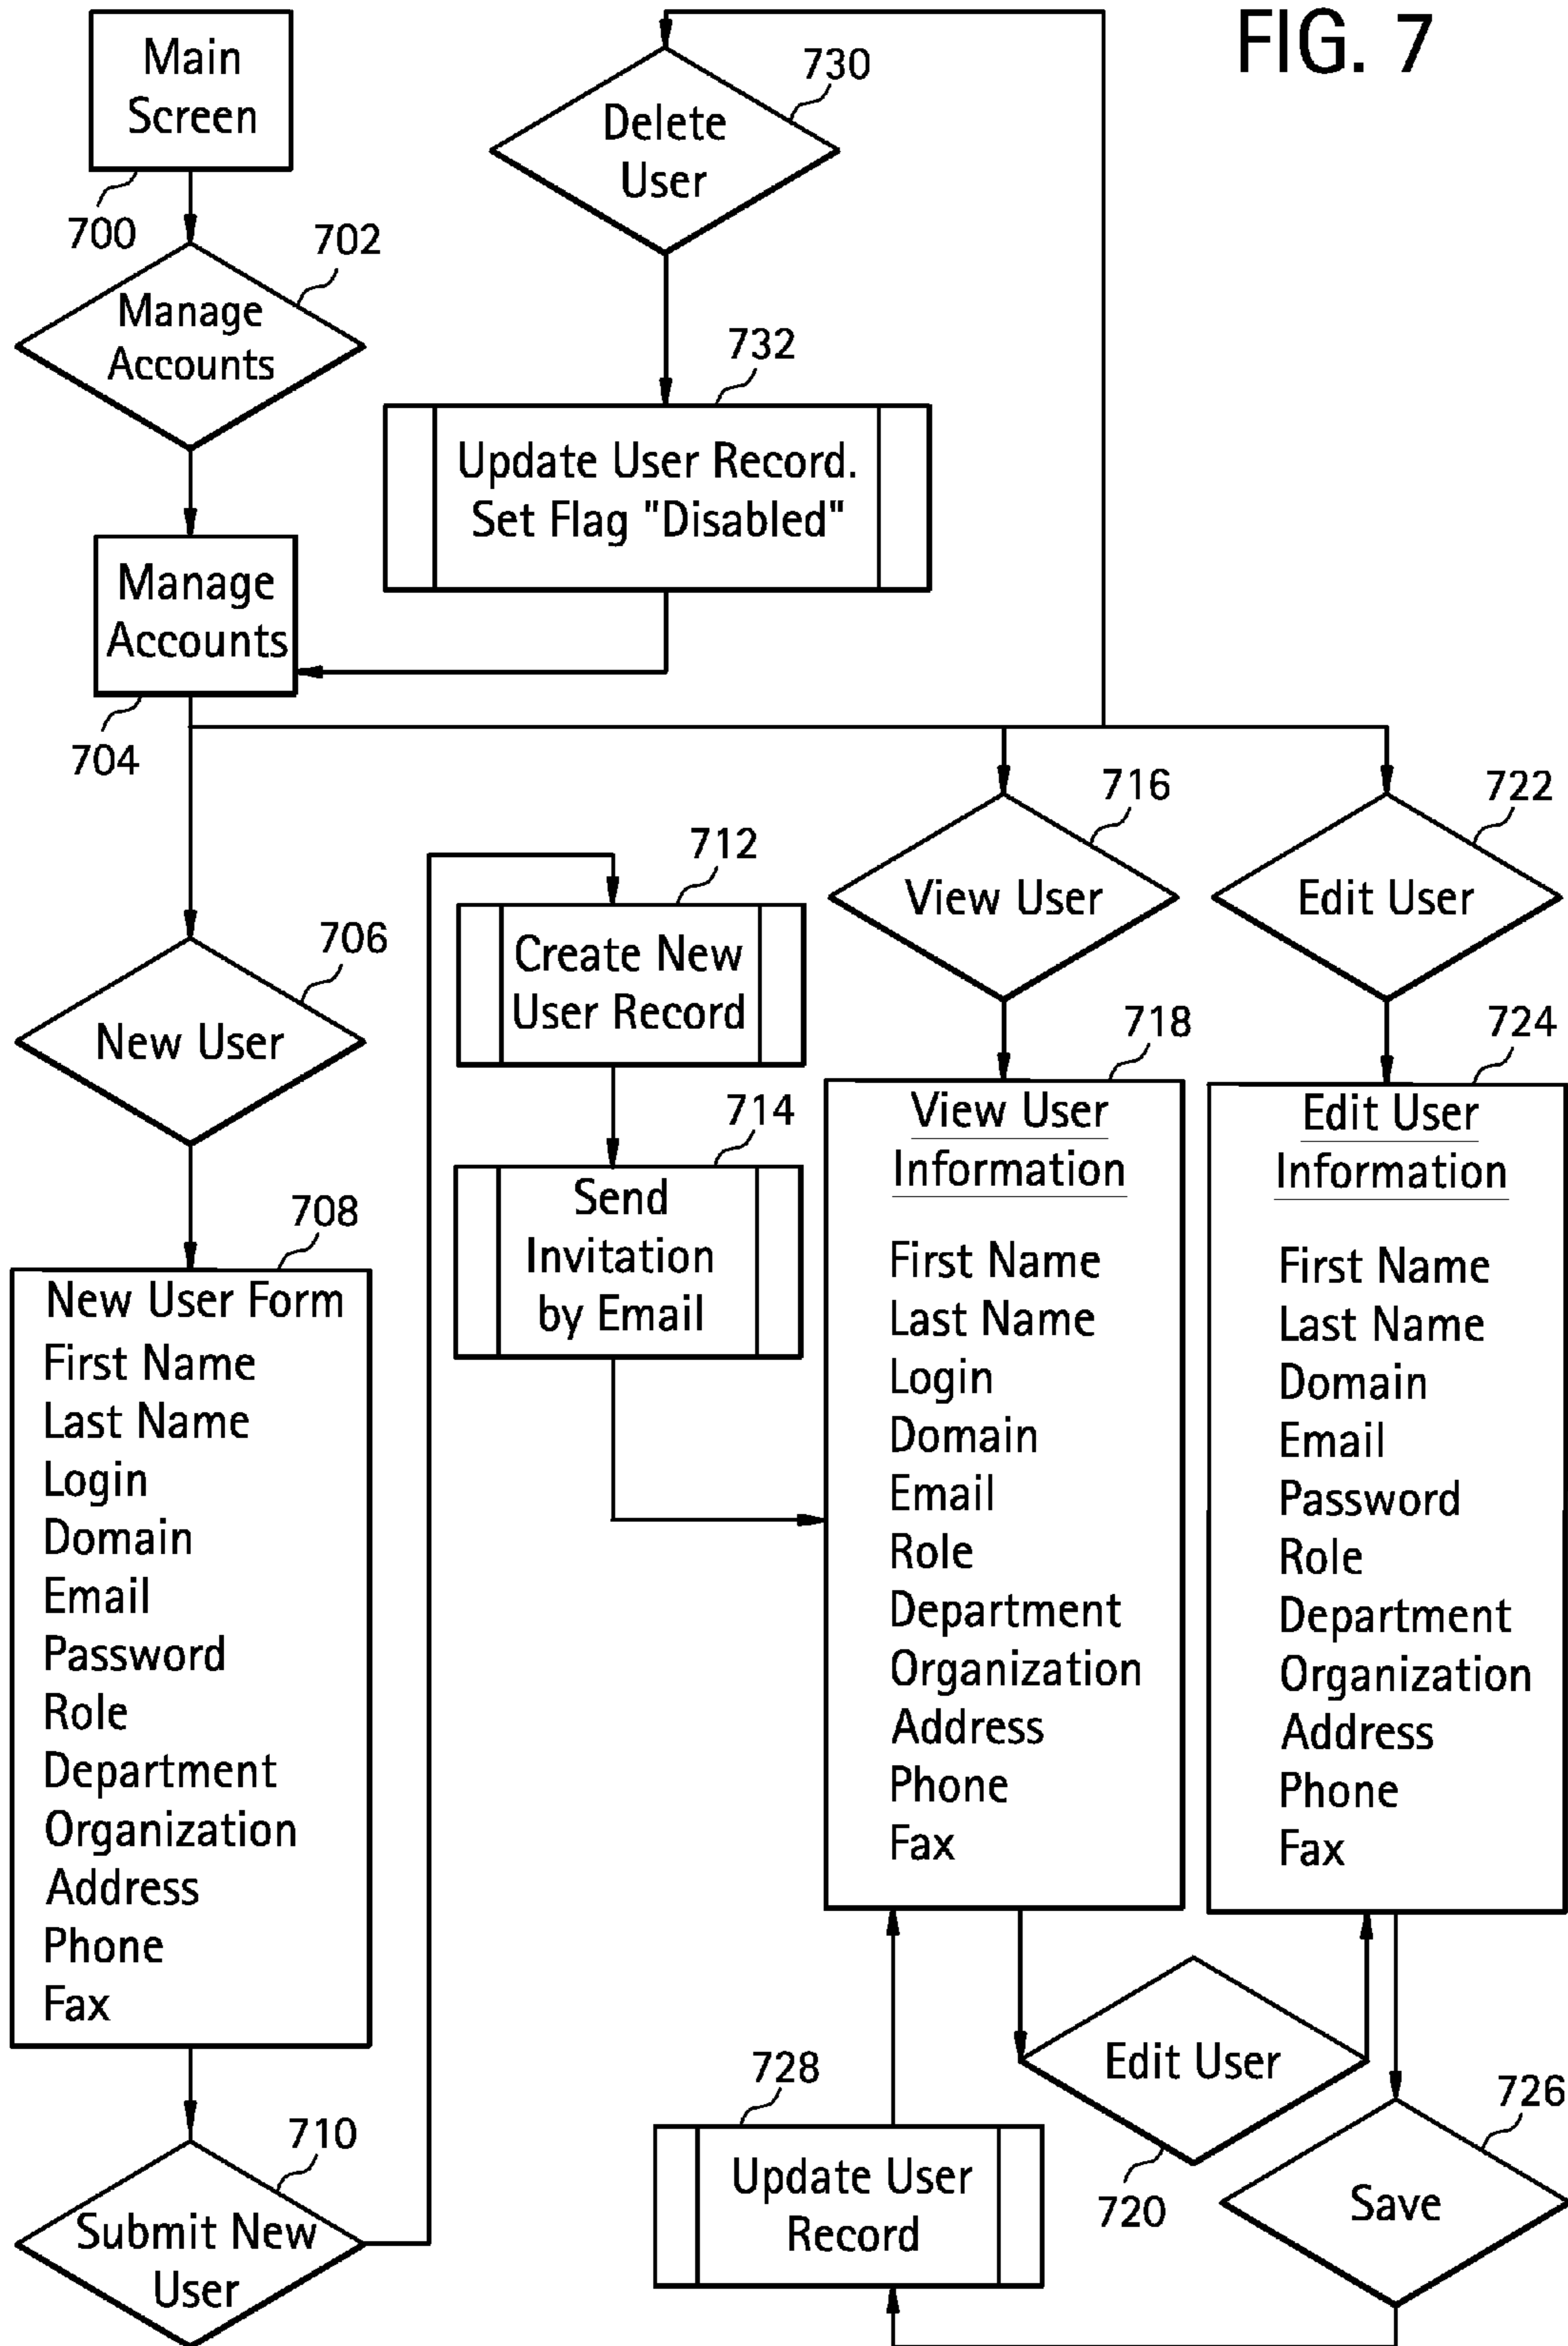 FIG. 7
Main
Screen
700
702
Manage
Accounts
Manage
Accounts
704
730
Delete
User
732
Update User Record.
Set Flag "Disabled"
706
New User
708
New User Form
First Name
Last Name
Login
Domain
Email
Password
Role
Department
Organization
Address
Phone
Fax
710
Submit New
User
712
Create New
User Record
714
Send
Invitation
by Email
716
View User
718
View User
Information
First Name
Last Name
Login
Domain
Email
Role
Department
Organization
Address
Phone
Fax
722
Edit User
724
Edit User
Information
First Name
Last Name
Domain
Email
Password
Role
Department
Organization
Address
Phone
Fax
Edit User
720
726
Save
728
Update User
Record